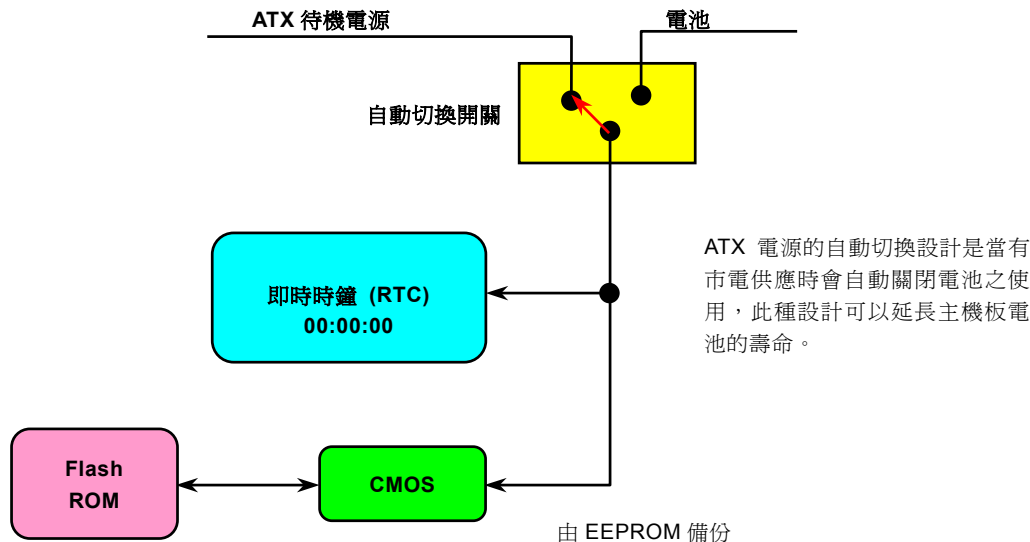 ATX 待機電源
電池
自動切換開關
ATX 電源的自動切換設計是當有
市電供應時會自動關閉電池之使
用，此種設計可以延長主機板電
池的壽命。
即時時鐘 (RTC)
00:00:00
Flash
ROM
CMOS
由 EEPROM 備份